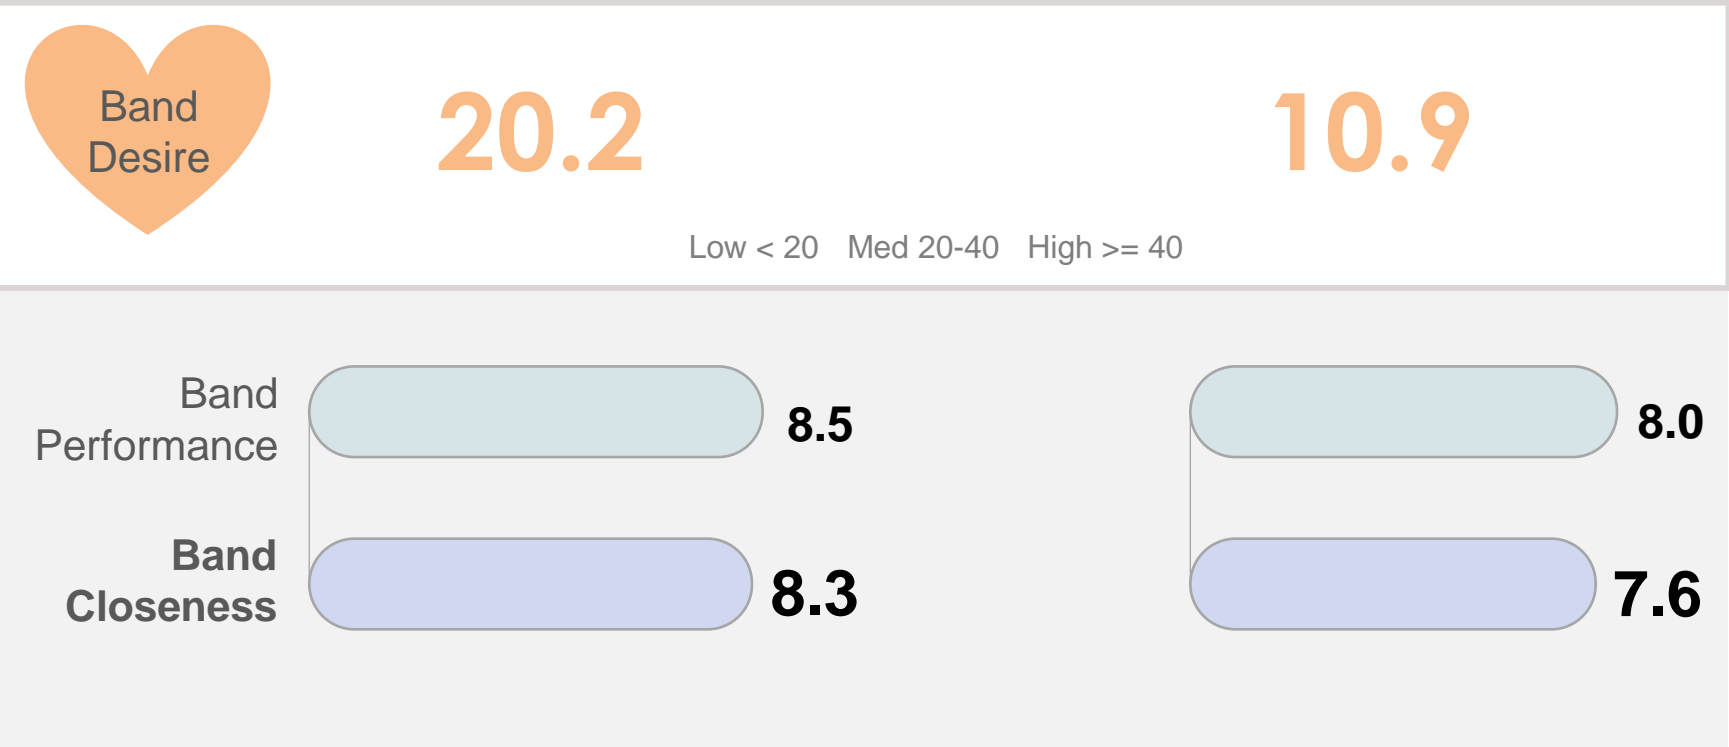 Band
Desire
20.2
10.9
Low < 20 Med 20-40 High >= 40
Band
Performance
8.5
8.0
Band
Closeness
8.3
7.6